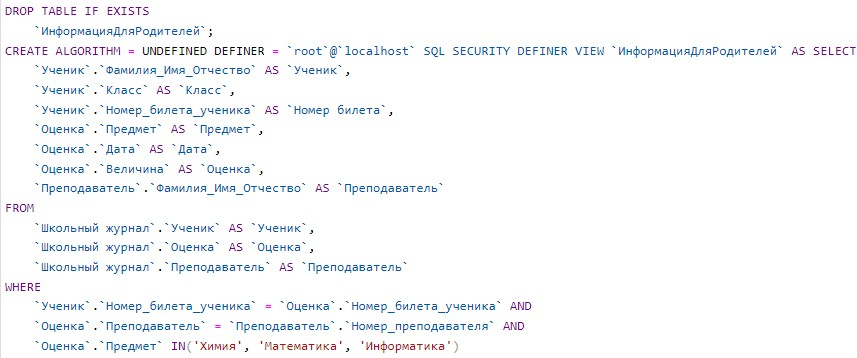 DROP TABLE IF EXISTS
`ИнформацияДляРодителей`;
CREATE ALGORITHM = UNDEFINED DEFINER = `root`@`localhost` SQL SECURITY DEFINER VIEW `ИнформацияДляРодителей` AS SELECT
`Ученик`.`Фамилия_Имя_Отчество` AS `Ученик`,
`Ученик`.`Класс` AS `Класс`,
`Ученик`.`Номер_билета_ученика` AS `Номер билета`,
`Оценка`.`Предмет` AS `Предмет`,
`Оценка`.`Дата` AS `Дата`,
`Оценка`.`Величина` AS `Оценка`,
`Преподаватель`.`Фамилия_Имя_Отчество` AS `Преподаватель`
FROM
`Школьный журнал`.`Ученик` AS `Ученик`,
`Школьный журнал`.`Оценка` AS `Оценка`,
`Школьный журнал`.`Преподаватель` AS `Преподаватель`
WHERE
`Ученик`.`Номер_билета_ученика` = `Оценка`.`Номер_билета_ученика` AND
`Оценка`.`Преподаватель` = `Преподаватель`.`Номер_преподавателя` AND
`Оценка`.`Предмет` IN('Химия', 'Математика', 'Информатика')